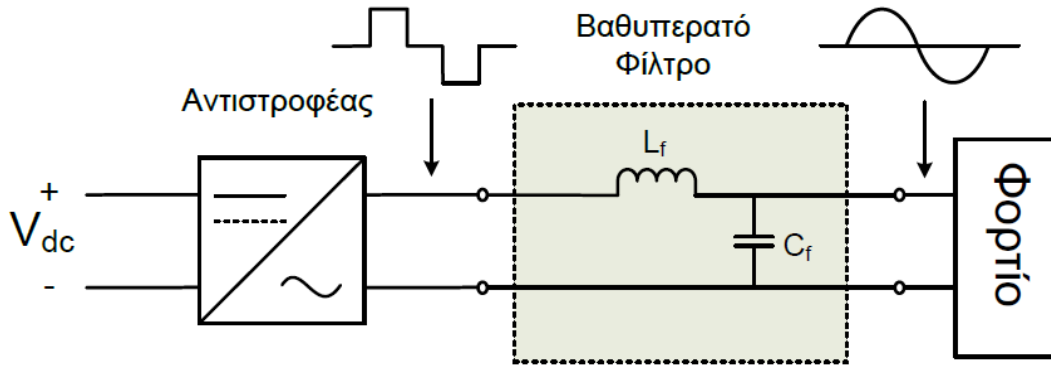 Βαθυπερατό
Φίλτρο
Αντιστροφέας
L_f
+
V_dc
-
C_f
Φορτίο